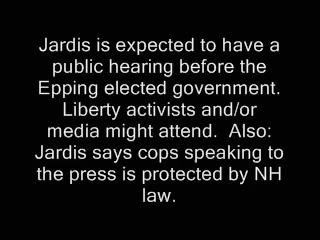 Jardis is expected to have a
public hearing before the
Epping elected government.
Liberty activists and/or
media might attend.  Also:
Jardis says cops speaking to
the press is protected by NH
law.